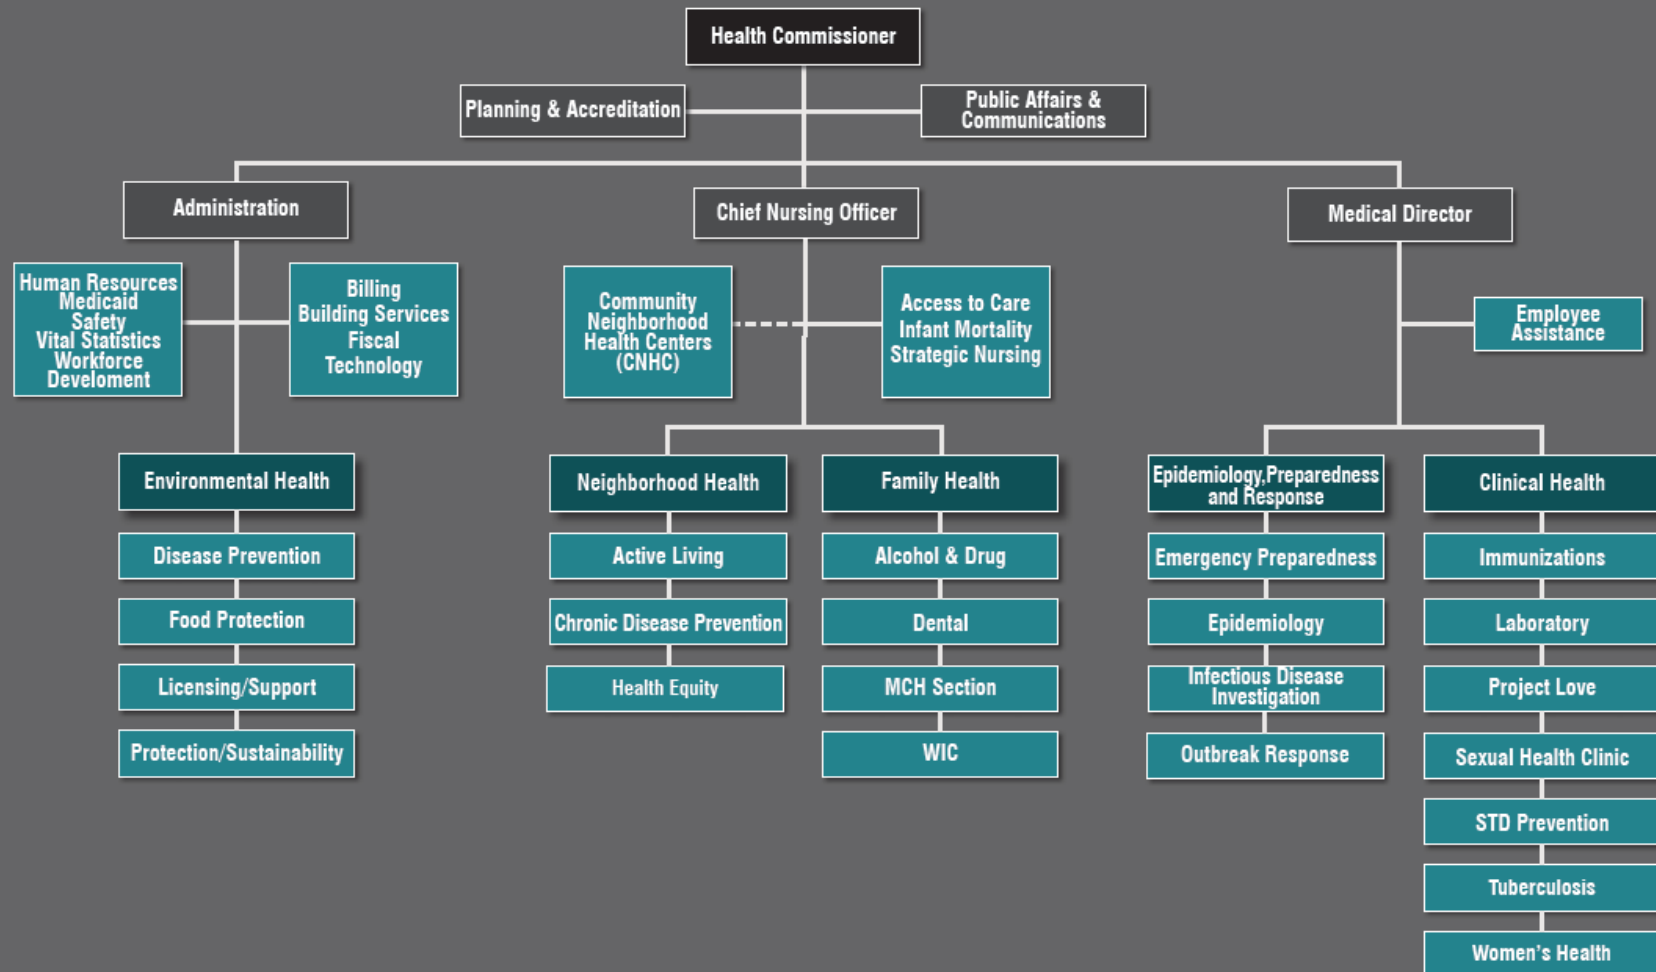 Health Commissioner
Planning & Accreditation
Public Affairs &
Communications
Administration
Chief Nursing Officer
Medical Director
Human Resources
Medicaid
Safety
Vital Statistics
Workforce
Develoment
Billing
Building Services
Fiscal
Technology
Community
Neighborhood
Health Centers
(CNHC)
Access to Care
Infant Mortality
Strategic Nursing
Employee
Assistance
Environmental Health
Disease Prevention
Food Protection
Licensing/Support
Protection/Sustainability
Neighborhood Health
Active Living
Chronic Disease Prevention
Health Equity
Family Health
Alcohol & Drug
Dental
MCH Section
WIC
Epidemiology,Preparedness
and Response
Emergency Preparedness
Epidemiology
Infectious Disease
Investigation
Outbreak Response
Clinical Health
Immunizations
Laboratory
Project Love
Sexual Health Clinic
STD Prevention
Tuberculosis
Women's Health